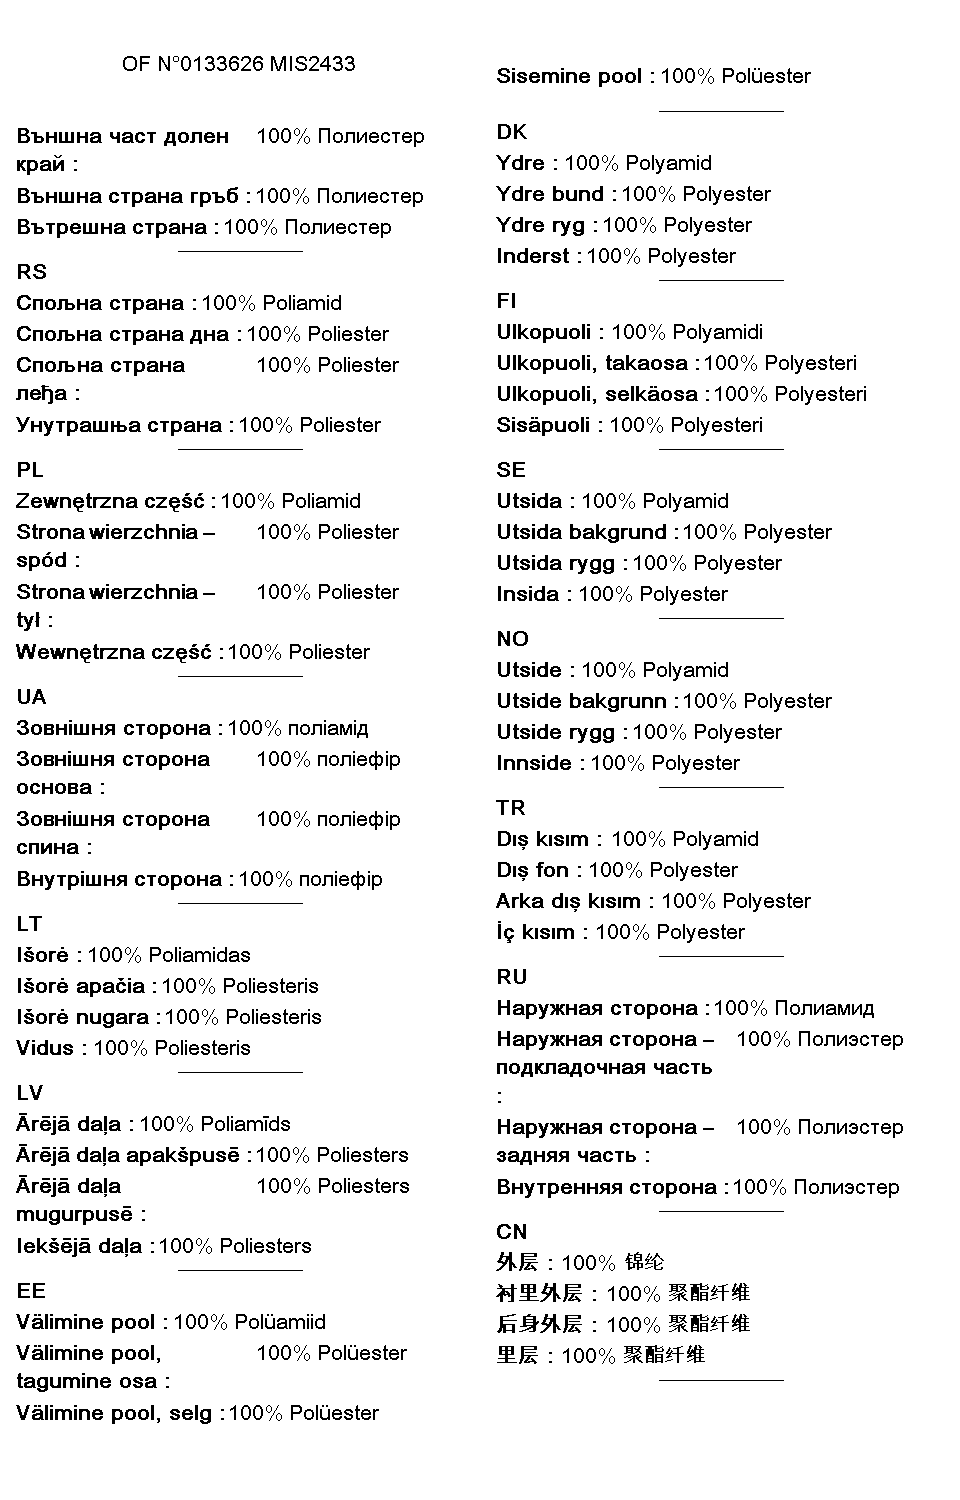 OF N°0133626 MIS2433
Външна част долен 100% Полиестер
край :
Външна страна гръб : 100% Полиестер
Вътрешна страна : 100% Полиестер
RS
Спољна страна : 100% Poliamid
Спољна страна дна : 100% Poliester
Спољна страна 100% Poliester
леђа :
Унутрашња страна : 100% Poliester
PL
Zewnętrzna część : 100% Poliamid
Strona wierzchnia – 100% Poliester
spód :
Strona wierzchnia – 100% Poliester
tył :
Wewnętrzna część : 100% Poliester
UA
Зовнішня сторона : 100% поліамід
Зовнішня сторона 100% поліефір
основа :
Зовнішня сторона 100% поліефір
спина :
Внутрішня сторона : 100% поліефір
LT
Išorė : 100% Poliamidas
Išorė apačia : 100% Poliesteris
Išorė nugara : 100% Poliesteris
Vidus : 100% Poliesteris
LV
Ārējā daļa : 100% Poliamīds
Ārējā daļa apakšpusē : 100% Poliesters
Ārējā daļa 100% Poliesters
mugurpusē :
Iekšējā daļa : 100% Poliesters
EE
Välimine pool : 100% Polüamiid
Välimine pool, 100% Polüester
tagumine osa :
Välimine pool, selg : 100% Polüester
Sisemine pool : 100% Polüester
DK
Ydre : 100% Polyamid
Ydre bund : 100% Polyester
Ydre ryg : 100% Polyester
Inderst : 100% Polyester
FI
Ulkopuoli : 100% Polyamidi
Ulkopuoli, takaosa : 100% Polyesteri
Ulkopuoli, selkäosa : 100% Polyesteri
Sisäpuoli : 100% Polyesteri
SE
Utsida : 100% Polyamid
Utsida bakgrund : 100% Polyester
Utsida rygg : 100% Polyester
Insida : 100% Polyester
NO
Utside : 100% Polyamid
Utside bakgrunn : 100% Polyester
Utside rygg : 100% Polyester
Innside : 100% Polyester
TR
Dış kısım : 100% Polyamid
Dış fon : 100% Polyester
Arka dış kısım : 100% Polyester
İç kısım : 100% Polyester
RU
Наружная сторона : 100% Полиамид
Наружная сторона – 100% Полиэстер
подкладочная часть
:
Наружная сторона – 100% Полиэстер
задняя часть :
Внутренняя сторона : 100% Полиэстер
CN
外层 : 100% 锦纶
衬里外层 : 100% 聚酯纤维
后身外层 : 100% 聚酯纤维
里层 : 100% 聚酯纤维